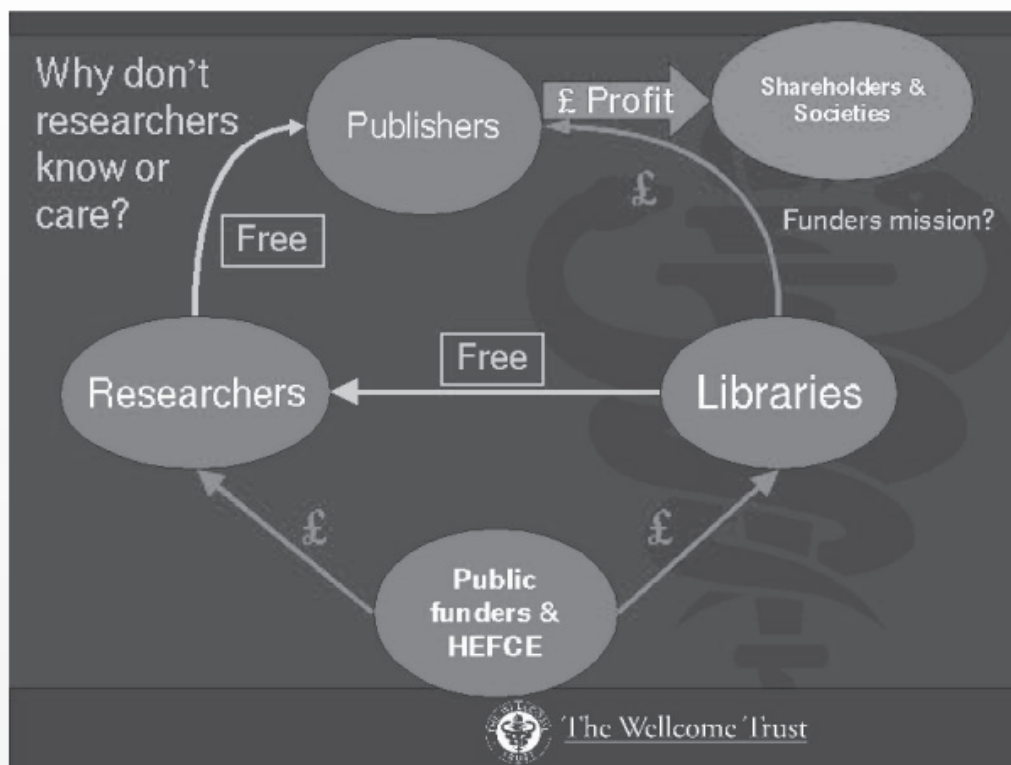 Why don't
researchers
know or
care?
Publishers
£ Profit
Shareholders &
Societies
£
Funders mission?
Free
Free
Researchers
Libraries
£
£
Public
funders &
HEFCE
The Wellcome Trust